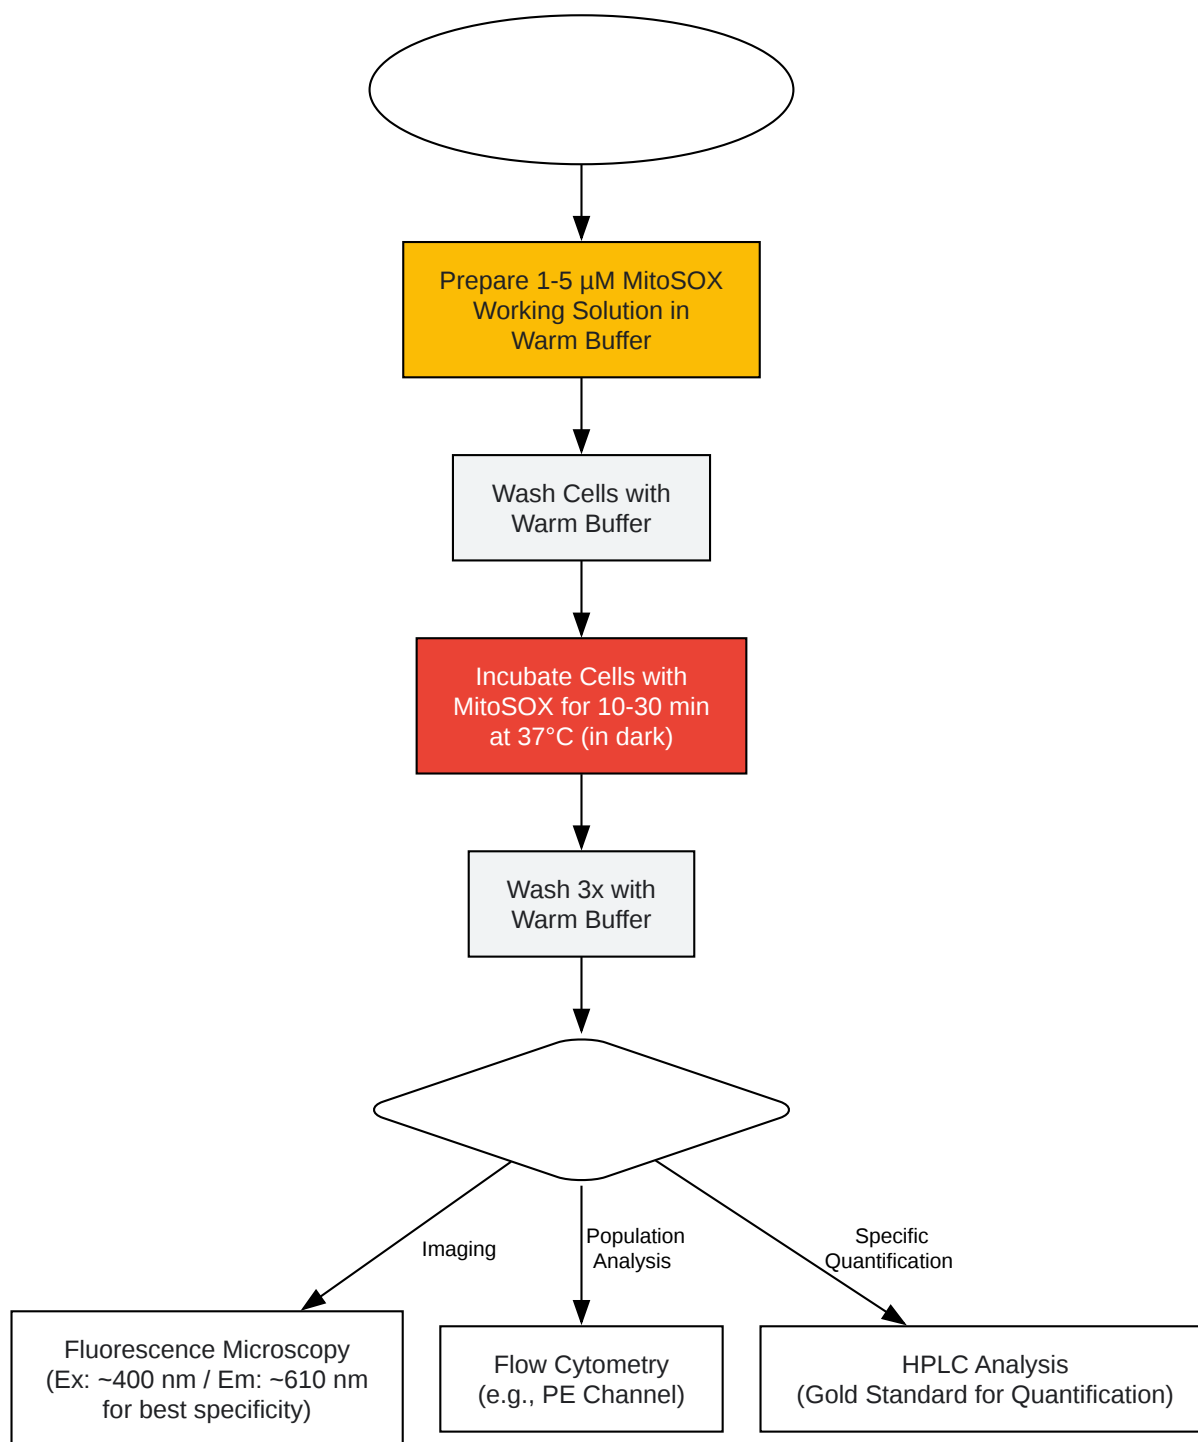 Prepare 1-5 µM MitoSOX
Working Solution in
Warm Buffer
Wash Cells with
Warm Buffer
Incubate Cells with
MitoSOX for 10-30 min
at 37°C (in dark)
Wash 3x with
Warm Buffer
Imaging
Population
Analysis
Specific
Quantification
Fluorescence Microscopy
(Ex: ~400 nm / Em: ~610 nm
for best specificity)
Flow Cytometry
(e.g., PE Channel)
HPLC Analysis
(Gold Standard for Quantification)